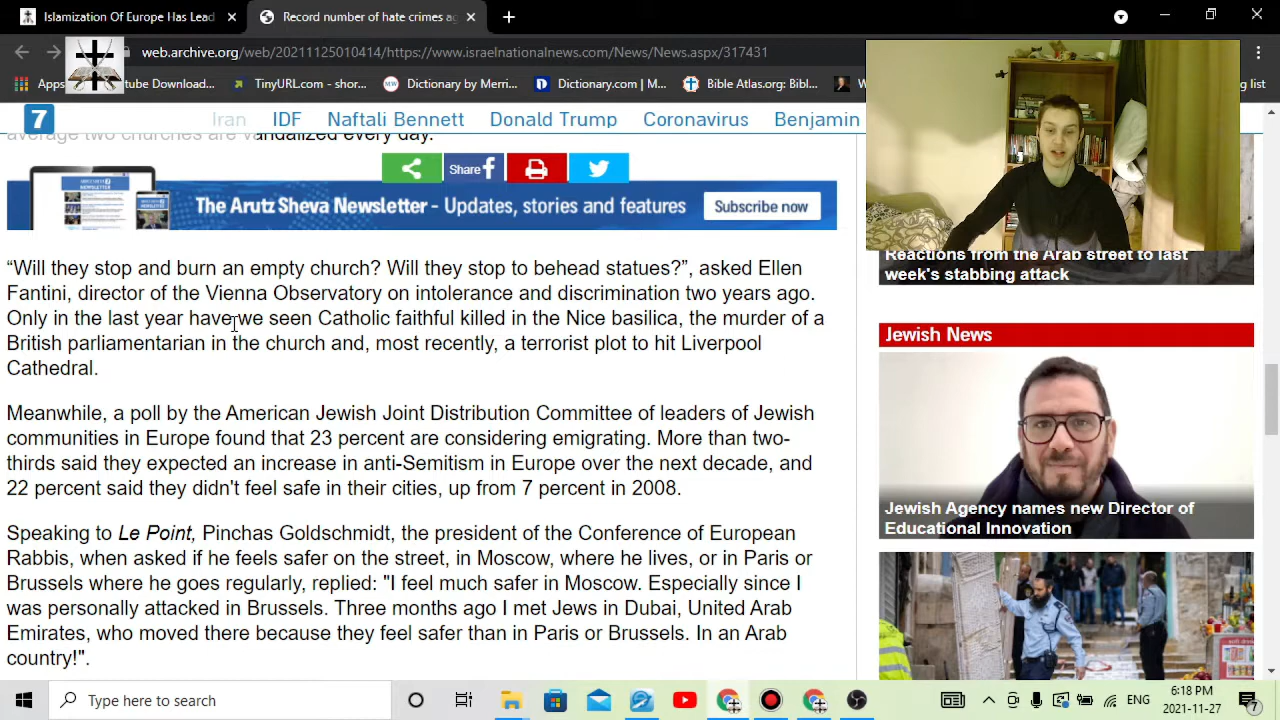 Islamization Of Europe Has Lead
Record number of hate crimes ag
web.archive.org/web/20211125010414/https://www.israelnationalnews.com/News/News.aspx/317431
Apps
tube Download...
TinyURL.com - shor...
Dictionary by Merri...
Dictionary.com | M...
Bible Atlas.org: Bibl...
ing list
7
Iran
IDF
Naftali Bennett
Donald Trump
Coronavirus
Benjamin
average two churches are vandalized every day.
Share
The Arutz Sheva Newsletter - Updates, stories and features
Subscribe now
“Will they stop and burn an empty church? Will they stop to behead statues?”, asked Ellen
Fantini, director of the Vienna Observatory on intolerance and discrimination two years ago.
Only in the last year have we seen Catholic faithful killed in the Nice basilica, the murder of a
British parliamentarian in the church and, most recently, a terrorist plot to hit Liverpool
Cathedral.
Meanwhile, a poll by the American Jewish Joint Distribution Committee of leaders of Jewish
communities in Europe found that 23 percent are considering emigrating. More than two-
thirds said they expected an increase in anti-Semitism in Europe over the next decade, and
22 percent said they didn't feel safe in their cities, up from 7 percent in 2008.
Speaking to Le Point, Pinchas Goldschmidt, the president of the Conference of European
Rabbis, when asked if he feels safer on the street, in Moscow, where he lives, or in Paris or
Brussels where he goes regularly, replied: "I feel much safer in Moscow. Especially since I
was personally attacked in Brussels. Three months ago I met Jews in Dubai, United Arab
Emirates, who moved there because they feel safer than in Paris or Brussels. In an Arab
country!".
Reactions from the Arab street to last
week's stabbing attack
Jewish News
Jewish Agency names new Director of
Educational Innovation
Type here to search
ENG
6:18 PM
2021-11-27
7